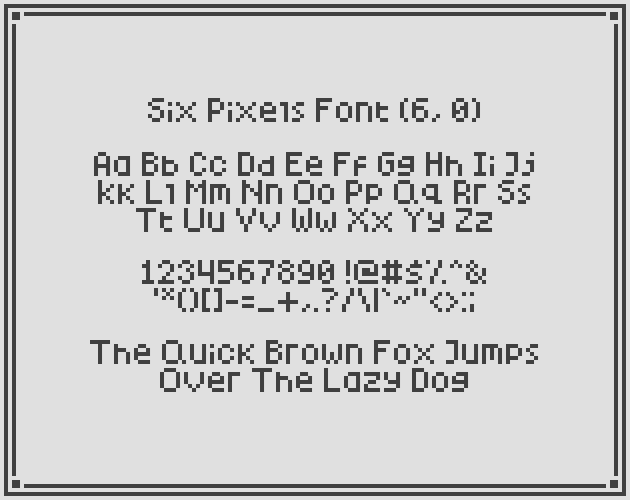 Six Pixels Font (6, 0)
Aa Bb Cc Dd Ee Ff Gg Hh Ii Jj
Kk Ll Mm Nn Oo Pp Qq Rr Ss
Tt Uu Vv Ww Xx Yy Zz
1234567890 !@#$%^&
'*()[]-=_+,.?/\|`~"<>:;
The Quick Brown Fox Jumps
Over The Lazy Dog